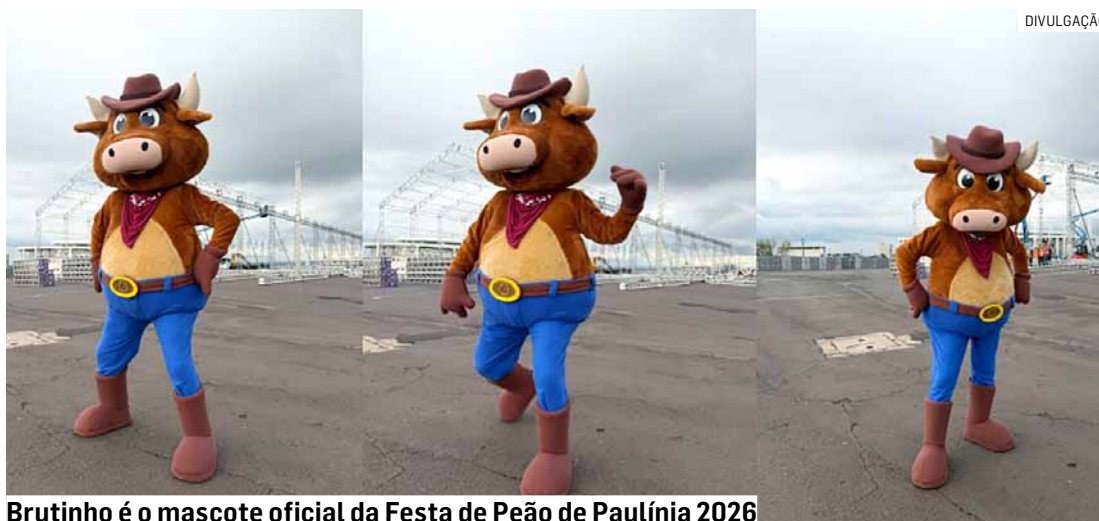 DIVULGAÇÃO
Brutinho é o mascote oficial da Festa de Peão de Paulínia 2026